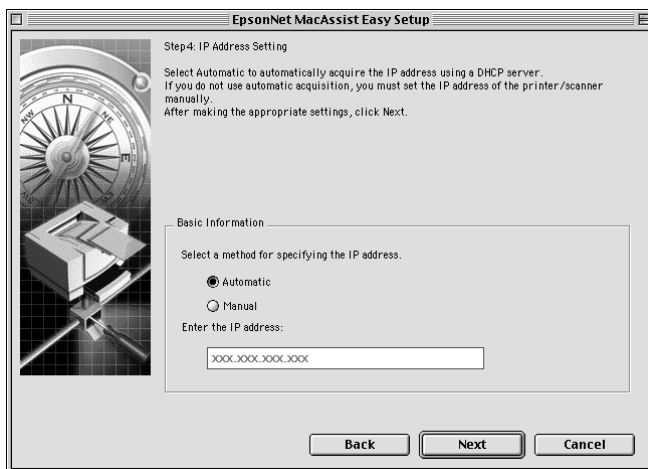 EpsonNet MacAssist Easy Setup
Step4: IP Address Setting
Select Automatic to automatically acquire the IP address using a DHCP server.
If you do not use automatic acquisition, you must set the IP address of the printer/scanner
manually.
After making the appropriate settings, click Next.
N
NE
E
NW
W
Basic Information
Select a method for specifying the IP address.
Automatic
Manual
Enter the IP address:
XXX.XXX.XXX.XXX
Back
Next
Cancel